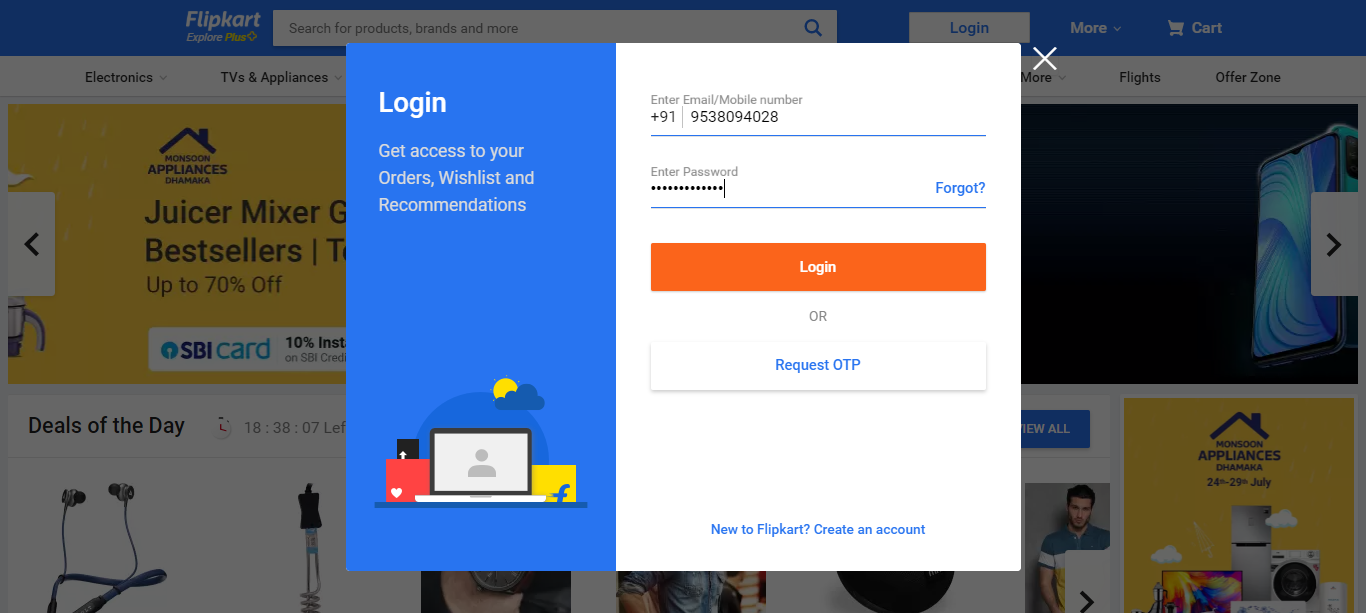 Flipkart
Explore Plus
Search for products, brands and more
Login
More
Cart
Electronics
TVs & Appliances
More
Flights
Offer Zone
Login
Get access to your
Orders, Wishlist and
Recommendations
Enter Email/Mobile number
+91 9538094028
Enter Password
•••••••••••••
Forgot?
Login
OR
Request OTP
New to Flipkart? Create an account
MONSOON
APPLIANCES
DHAMAKA
Juicer Mixer G
Bestsellers |
Up to 70% Off
SBI card
10%
on SBI
Deals of the Day
18 : 38 : 07
VIEW ALL
MONSOON
APPLIANCES
DHAMAKA
24th-29th July